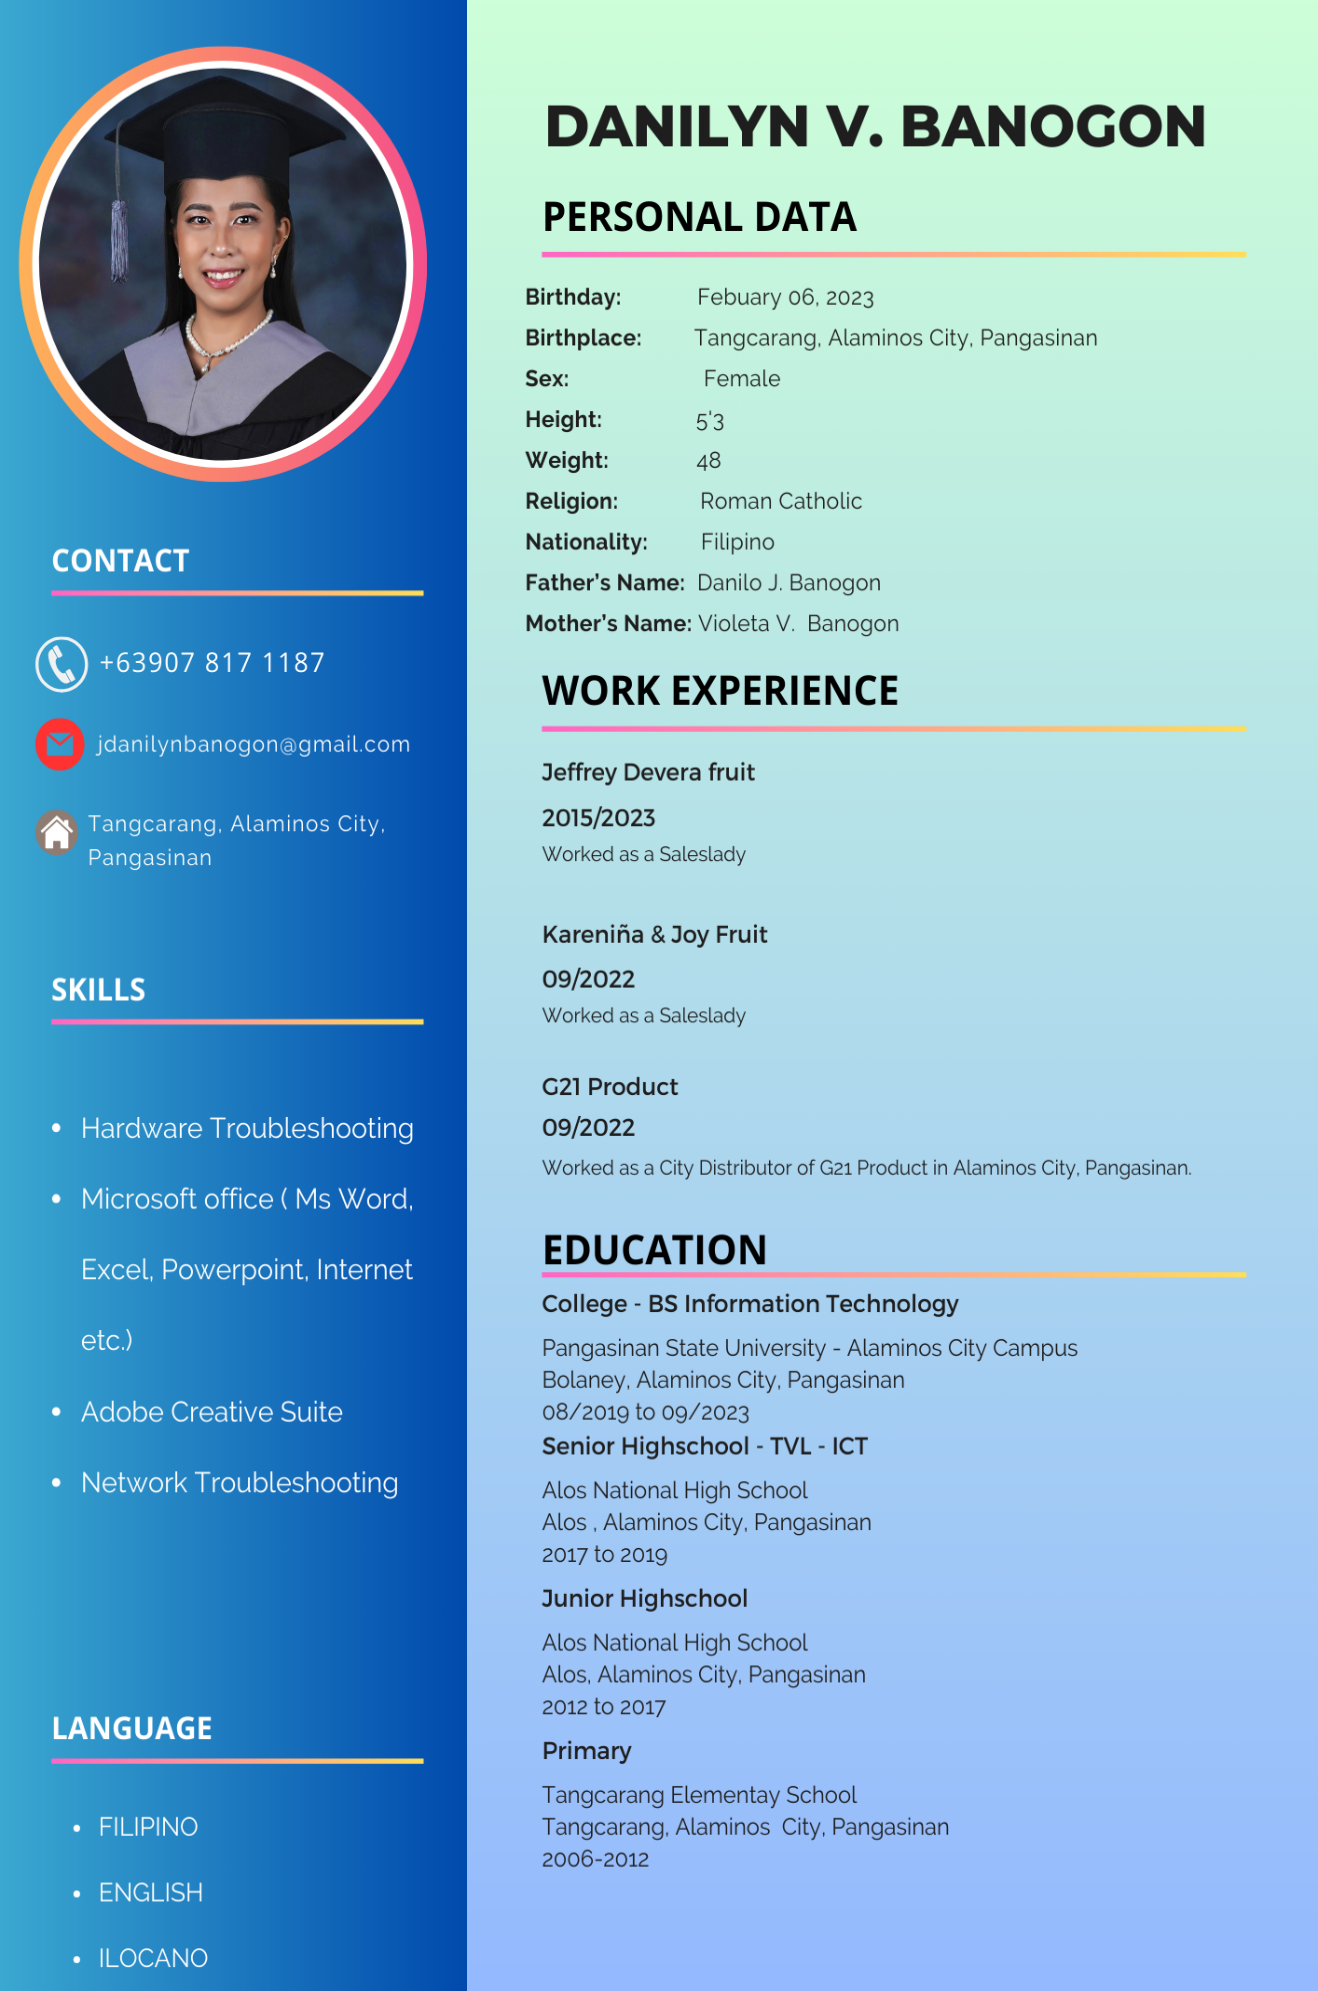 CONTACT
+63907 817 1187
jdanilynbanogon@gmail.com
Tangcarang, Alaminos City,
Pangasinan
SKILLS
• Hardware Troubleshooting
• Microsoft office ( Ms Word,
Excel, Powerpoint, Internet
etc.)
• Adobe Creative Suite
• Network Troubleshooting
LANGUAGE
• FILIPINO
• ENGLISH
• ILOCANO
DANILYN V. BANOGON
PERSONAL DATA
Birthday: Febuary 06, 2023
Birthplace: Tangcarang, Alaminos City, Pangasinan
Sex: Female
Height: 5'3
Weight: 48
Religion: Roman Catholic
Nationality: Filipino
Father's Name: Danilo J. Banogon
Mother's Name: Violeta V. Banogon
WORK EXPERIENCE
Jeffrey Devera fruit
2015/2023
Worked as a Saleslady
Kareniña & Joy Fruit
09/2022
Worked as a Saleslady
G21 Product
09/2022
Worked as a City Distributor of G21 Product in Alaminos City, Pangasinan.
EDUCATION
College - BS Information Technology
Pangasinan State University - Alaminos City Campus
Bolaney, Alaminos City, Pangasinan
08/2019 to 09/2023
Senior Highschool - TVL - ICT
Alos National High School
Alos , Alaminos City, Pangasinan
2017 to 2019
Junior Highschool
Alos National High School
Alos, Alaminos City, Pangasinan
2012 to 2017
Primary
Tangcarang Elementay School
Tangcarang, Alaminos City, Pangasinan
2006-2012